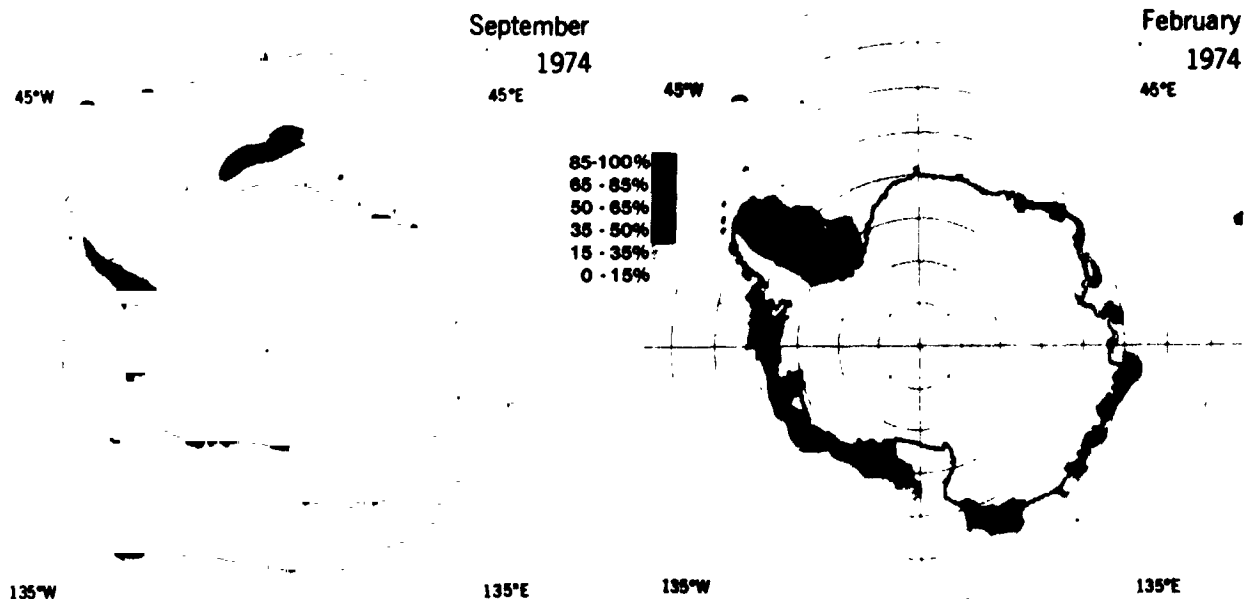 September
1974
45°W
45°E
135°W
135°E
February
1974
45°W
45°E
85-100%
65 - 85%
50 - 65%
35 - 50%
15 - 35%
0 - 15%
135°W
135°E